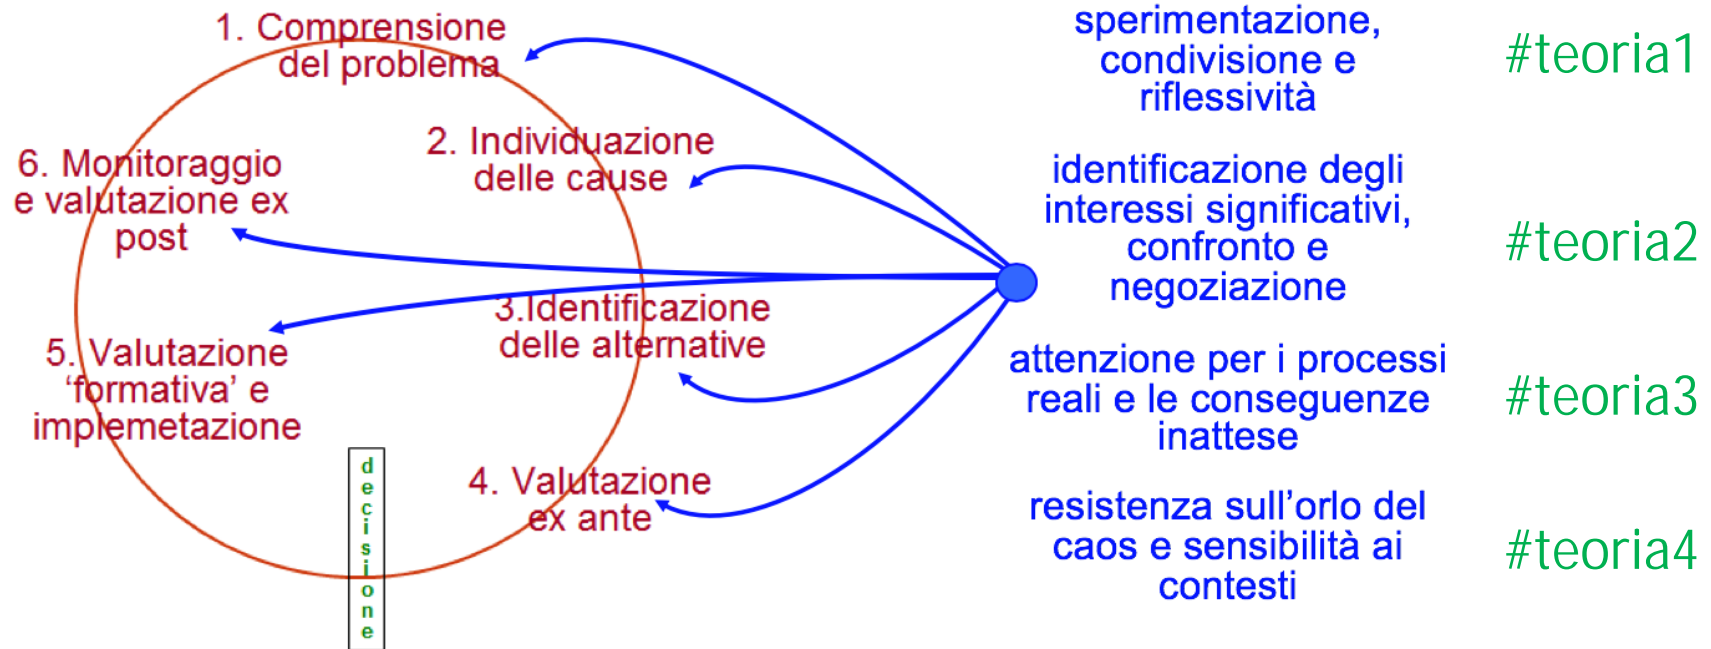 1. Comprensione
del problema
2. Individuazione
delle cause
3.Identificazione
delle alternative
4. Valutazione
ex ante
decisione
5. Valutazione
‘formativa’ e
implemetazione
6. Monitoraggio
e valutazione ex
post
sperimentazione,
condivisione e
riflessività
#teoria1
identificazione degli
interessi significativi,
confronto e
negoziazione
#teoria2
attenzione per i processi
reali e le conseguenze
inattese
#teoria3
resistenza sull’orlo del
caos e sensibilità ai
contesti
#teoria4